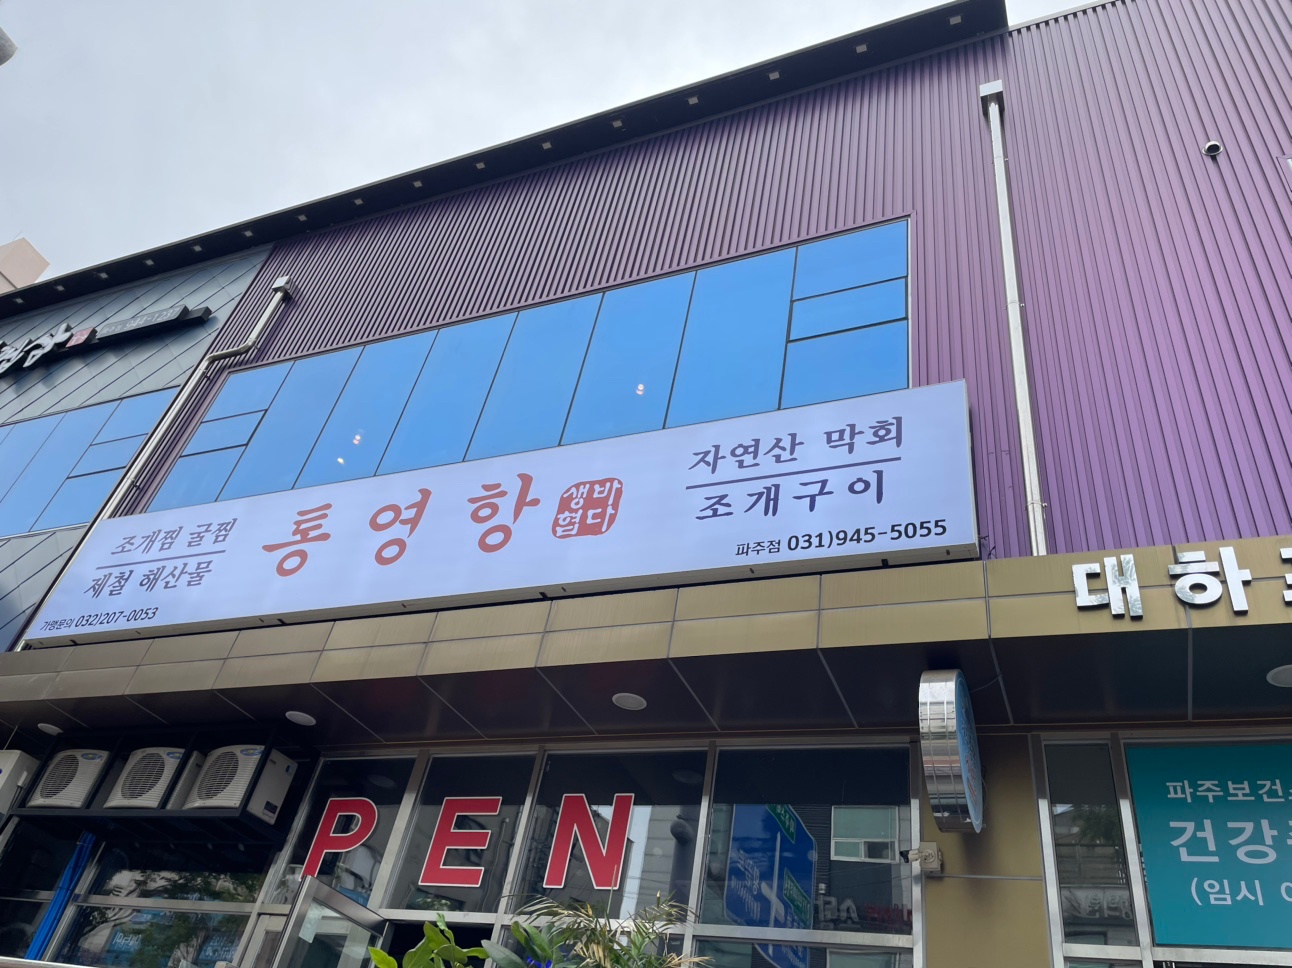 조개찜 굴찜
제철 해산물
가맹문의 032)207-0053
통영항
바다
생협
자연산 막회
조개구이
파주점 031)945-5055
대하
PEN
파주보건
건강
(임시